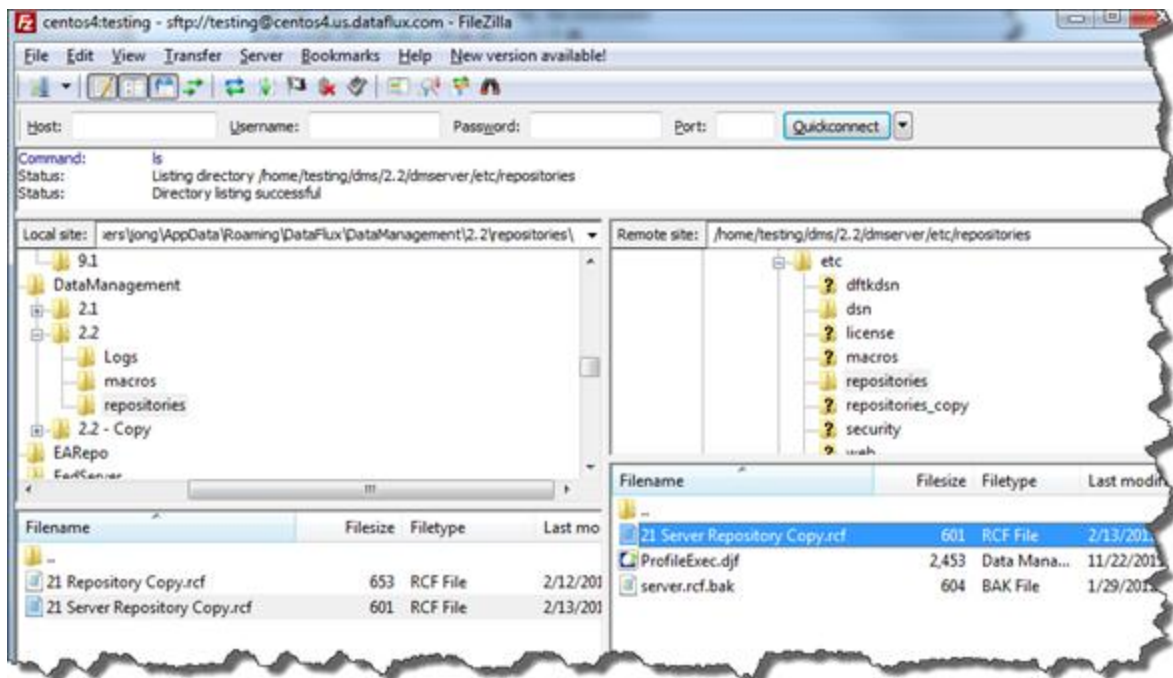 centos4:testing - sftp://testing@centos4.us.dataflux.com - FileZilla
File Edit View Transfer Server Bookmarks Help New version available!
Host: Username: Password: Port: Quickconnect
Command: ls
Status: Listing directory /home/testing/dms/2.2/dmserver/etc/repositories
Status: Directory listing successful
Local site: ers\jong\AppData\Roaming\DataFlux\DataManagement\2.2\repositories\
9.1
DataManagement
2.1
2.2
Logs
macros
repositories
2.2 - Copy
EARepo
FedServer
Filename Filesize Filetype Last mo
..
21 Repository Copy.rcf 653 RCF File 2/12/201
21 Server Repository Copy.rcf 601 RCF File 2/13/201
Remote site: /home/testing/dms/2.2/dmserver/etc/repositories
etc
? dftkdsn
dsn
? license
? macros
repositories
? repositories_copy
? security
? web
Filename Filesize Filetype Last modif
..
21 Server Repository Copy.rcf 601 RCF File 2/13/201
ProfileExec.djf 2,453 Data Mana... 11/22/201
server.rcf.bak 604 BAK File 1/29/201